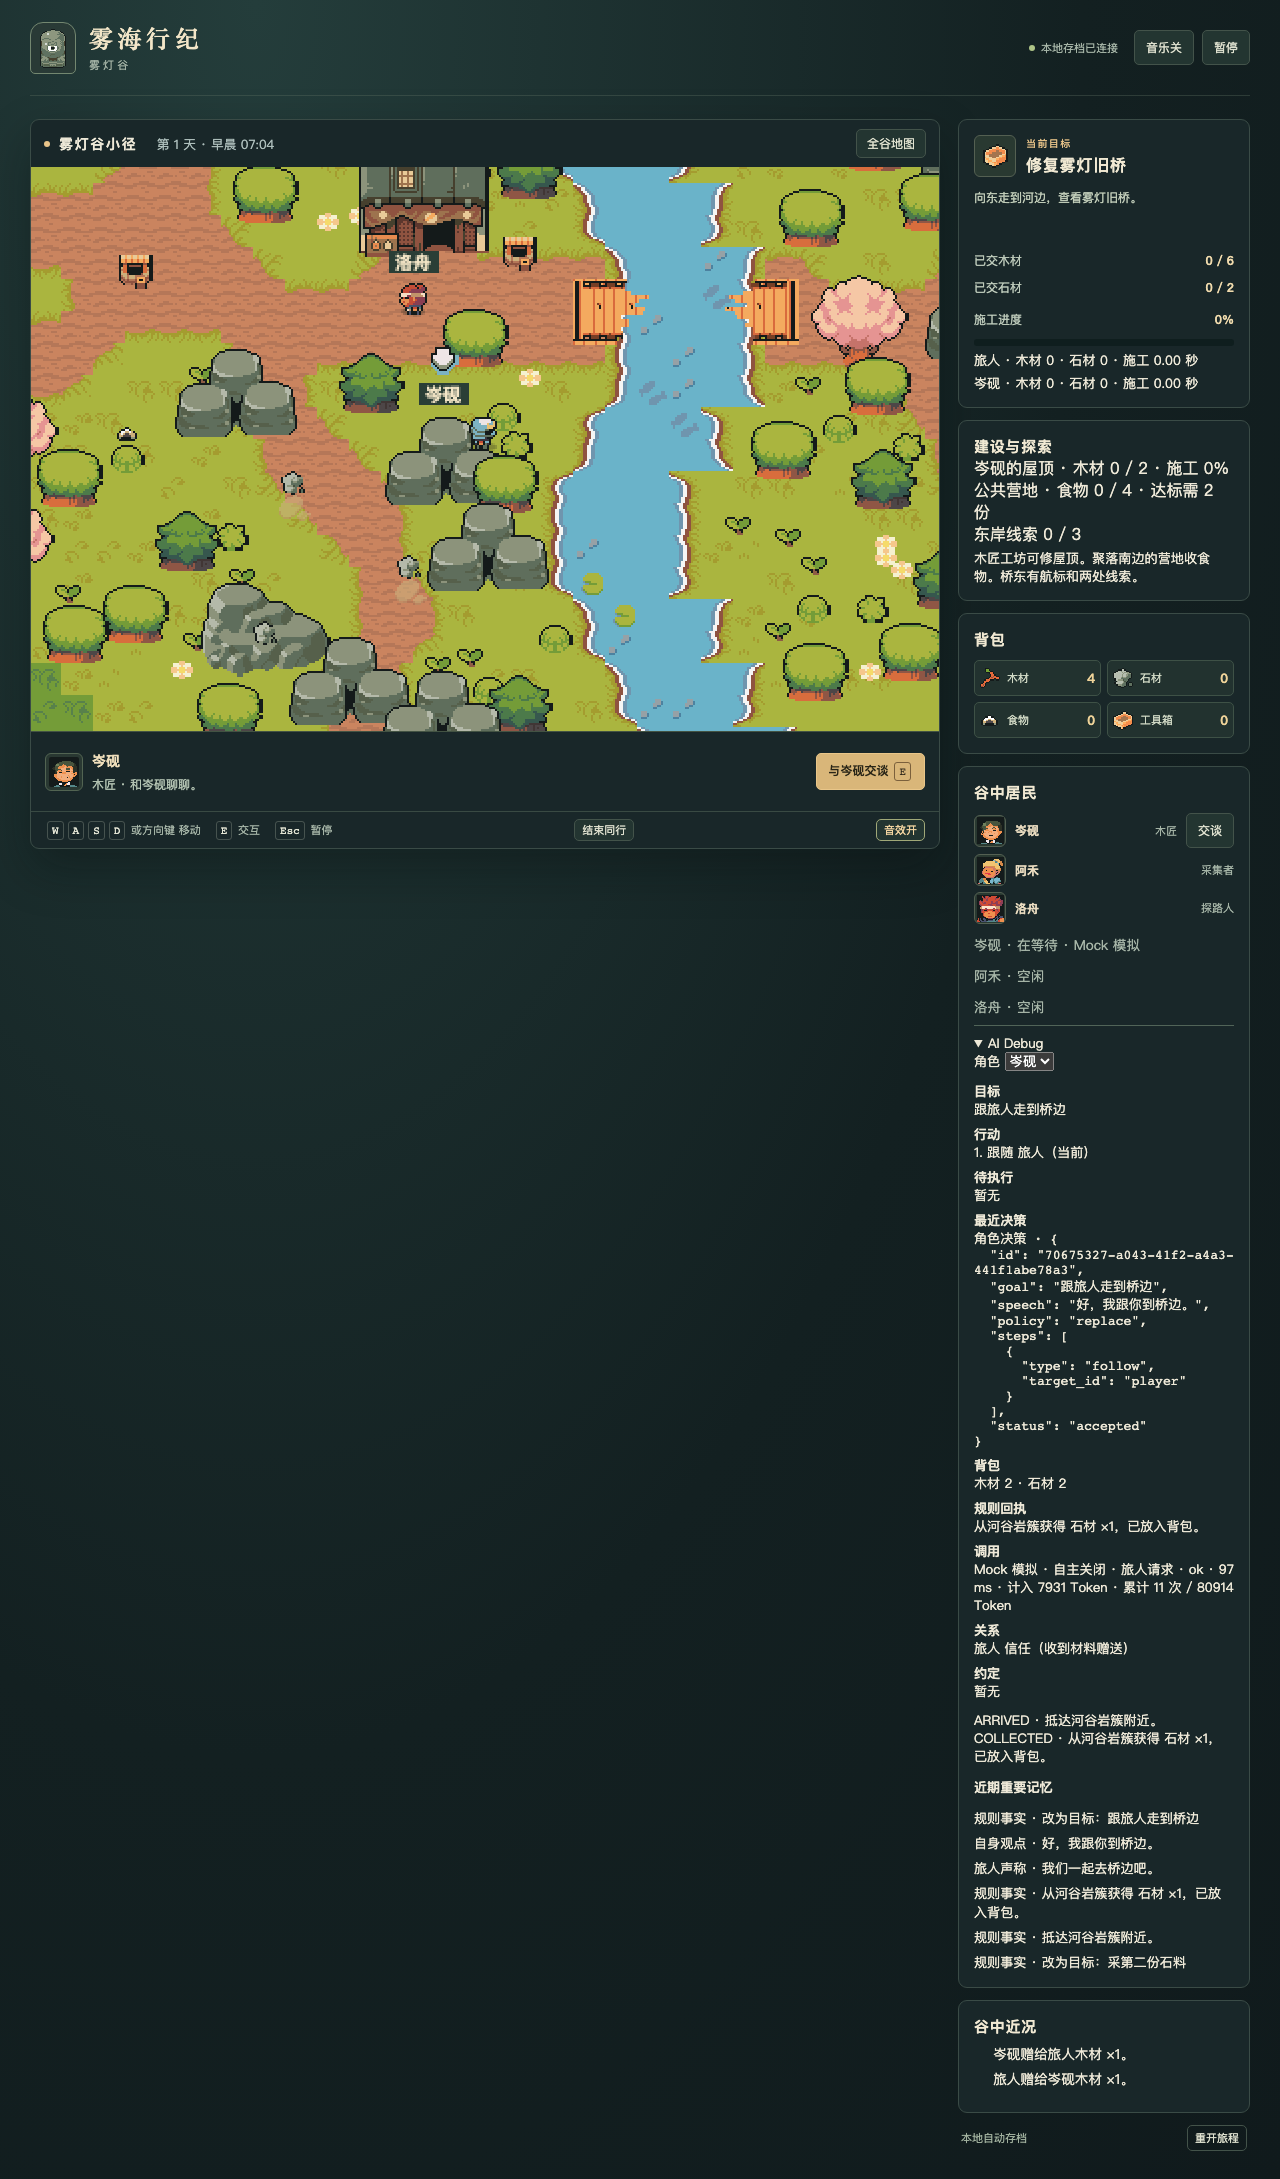 雾海行纪
雾灯谷
本地存档已连接
音乐关
暂停
雾灯谷小径
第 1 天 · 早晨 07:04
全谷地图
洛舟
岑砚
岑砚
木匠 · 和岑砚聊聊。
与岑砚交谈 E
W A S D 或方向键 移动 E 交互 Esc 暂停
结束同行
音效开
当前目标
修复雾灯旧桥
向东走到河边，查看雾灯旧桥。
已交木材 0 / 6
已交石材 0 / 2
施工进度 0%
旅人 · 木材 0 · 石材 0 · 施工 0.00 秒
岑砚 · 木材 0 · 石材 0 · 施工 0.00 秒
建设与探索
岑砚的屋顶 · 木材 0 / 2 · 施工 0%
公共营地 · 食物 0 / 4 · 达标需 2
份
东岸线索 0 / 3
木匠工坊可修屋顶。聚落南边的营地收食
物。桥东有航标和两处线索。
背包
木材 4
石材 0
食物 0
工具箱 0
谷中居民
岑砚 木匠 交谈
阿禾 采集者
洛舟 探路人
岑砚 · 在等待 · Mock 模拟
阿禾 · 空闲
洛舟 · 空闲
▼ AI Debug
角色 岑砚
目标
跟旅人走到桥边
行动
1. 跟随 旅人（当前）
待执行
暂无
最近决策
角色决策 · {
"id": "70675327-a043-41f2-a4a3-
441f1abe78a3",
"goal": "跟旅人走到桥边",
"speech": "好，我跟你到桥边。",
"policy": "replace",
"steps": [
{
"type": "follow",
"target_id": "player"
}
],
"status": "accepted"
}
背包
木材 2 · 石材 2
规则回执
从河谷岩簇获得 石材 ×1，已放入背包。
调用
Mock 模拟 · 自主关闭 · 旅人请求 · ok · 97
ms · 计入 7931 Token · 累计 11 次 / 80914
Token
关系
旅人 信任（收到材料赠送）
约定
暂无
ARRIVED · 抵达河谷岩簇附近。
COLLECTED · 从河谷岩簇获得 石材 ×1，
已放入背包。
近期重要记忆
规则事实 · 改为目标：跟旅人走到桥边
自身观点 · 好，我跟你到桥边。
旅人声称 · 我们一起去桥边吧。
规则事实 · 从河谷岩簇获得 石材 ×1，已放
入背包。
规则事实 · 抵达河谷岩簇附近。
规则事实 · 改为目标：采第二份石料
谷中近况
岑砚赠给旅人木材 ×1。
旅人赠给岑砚木材 ×1。
本地自动存档
重开旅程